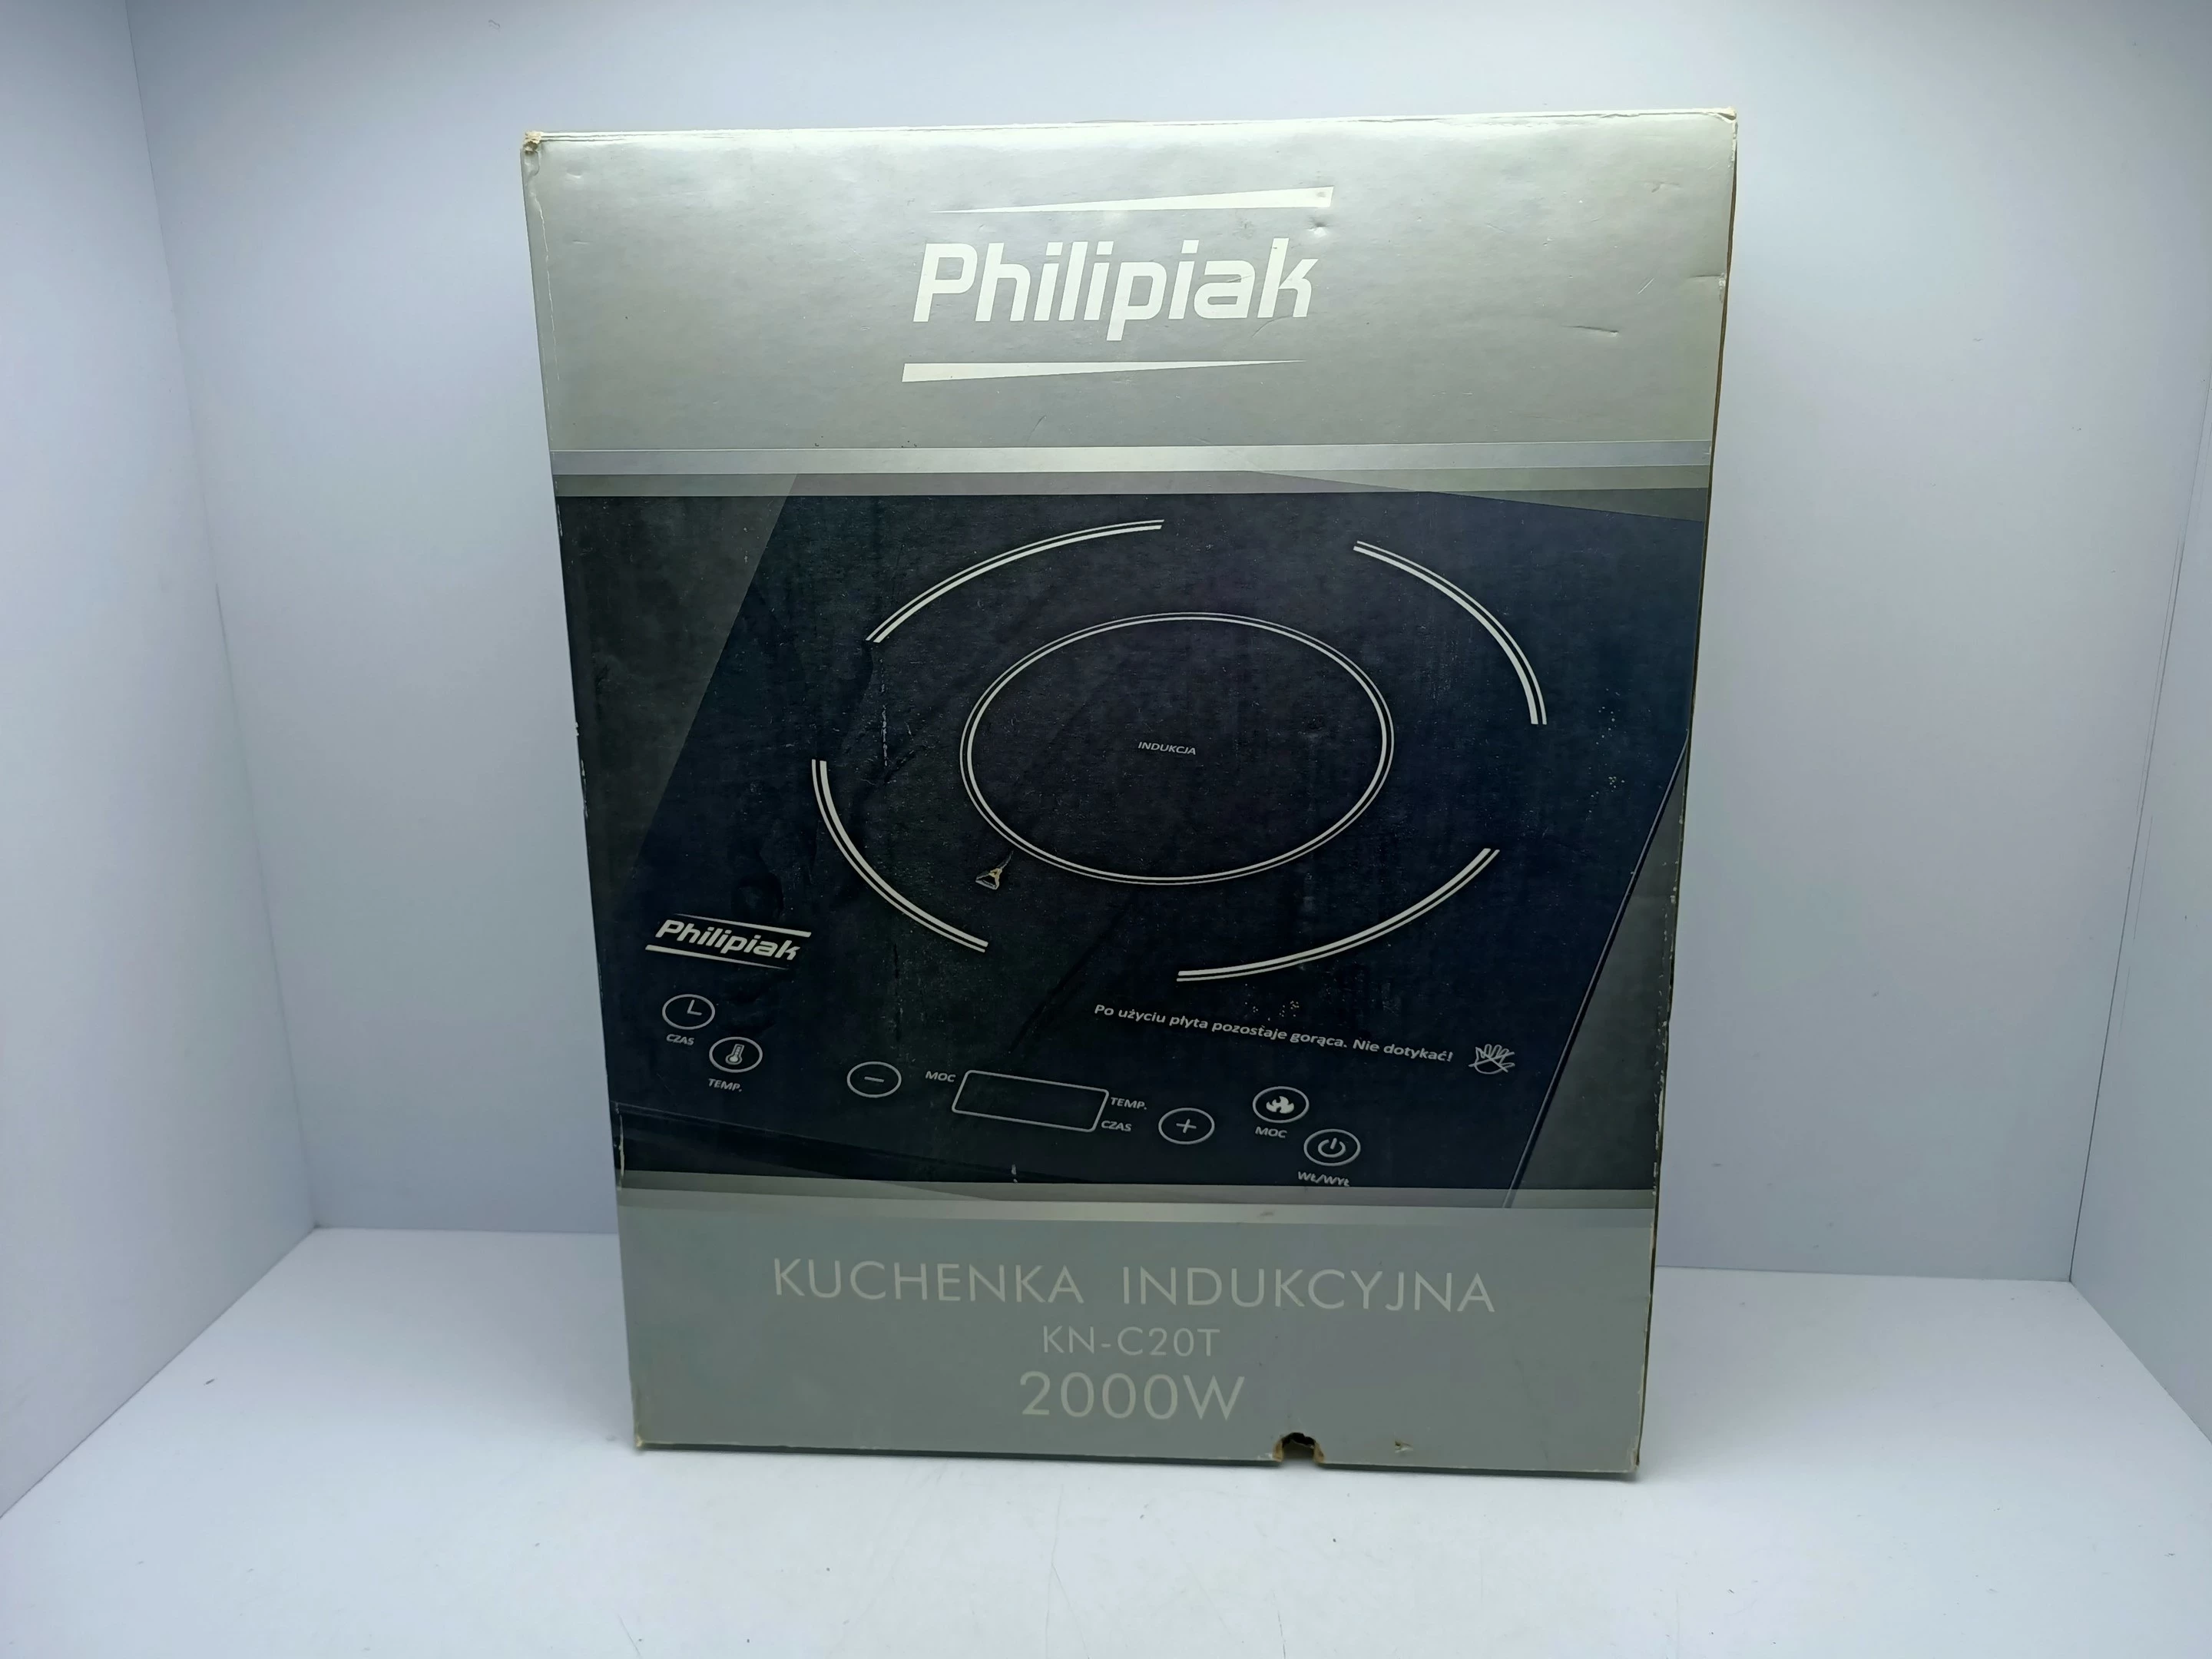 Philipiak
INDUKCJA
Philipiak
CZAS
TEMP.
Po użyciu płyta pozostaje gorąca. Nie dotykać!
MOC
TEMP.
CZAS
MOC
WŁ/WYŁ
KUCHENKA INDUKCYJNA
KN-C20T
2000W